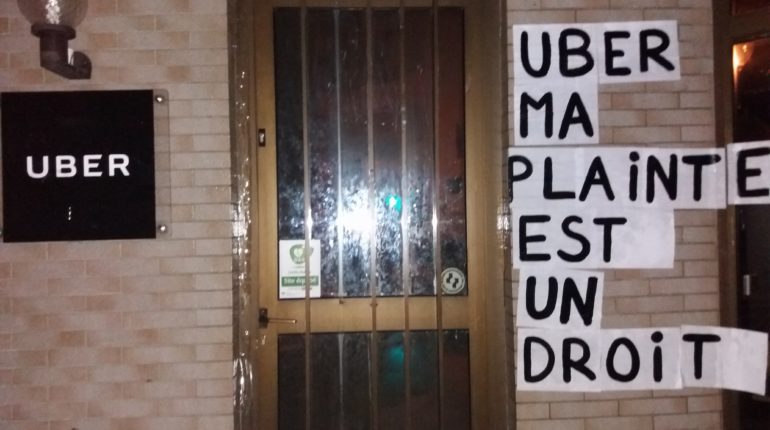 UBER
UBER
MA
PLAiNTE
EST
UN
DROiT